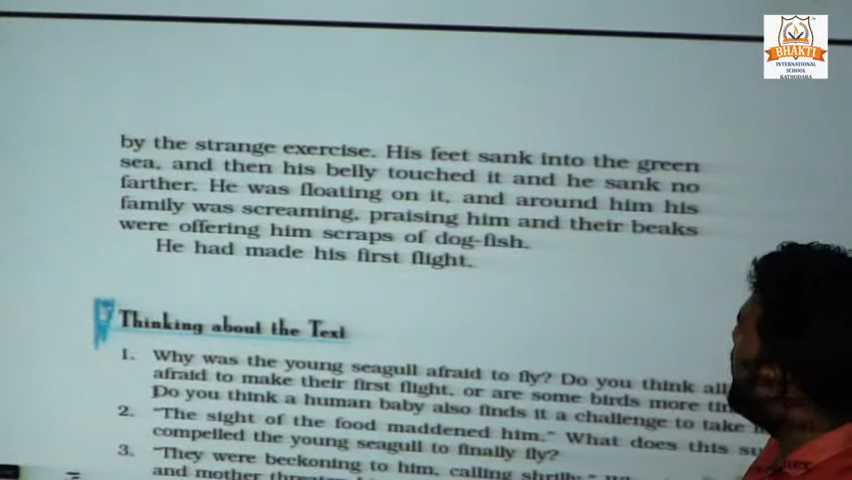 BHAKTI
INTERNATIONAL
SCHOOL
KATHODARA
by the strange exercise. His feet sank into the green
sea, and then his belly touched it and he sank no
farther. He was floating on it, and around him his
family was screaming, praising him and their beaks
were offering him scraps of dog-fish.
He had made his first flight.
Thinking about the Text
1. Why was the young seagull afraid to fly? Do you think all
afraid to make their first flight, or are some birds more
Do you think a human baby also finds it a challenge to take
2. "The sight of the food maddened him." What does this
compelled the young seagull to finally fly?
3. "They were beckoning to him, calling shrilly."
and mother